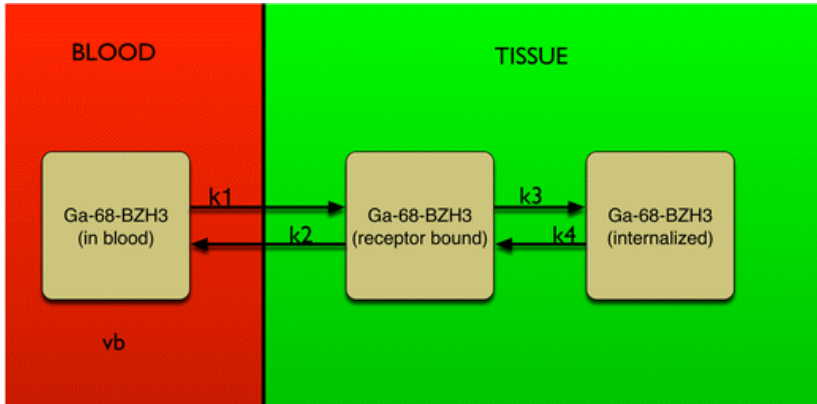 BLOOD
TISSUE
Ga-68-BZH3
(in blood)
k1
k2
Ga-68-BZH3
(receptor bound)
k3
k4
Ga-68-BZH3
(internalized)
vb